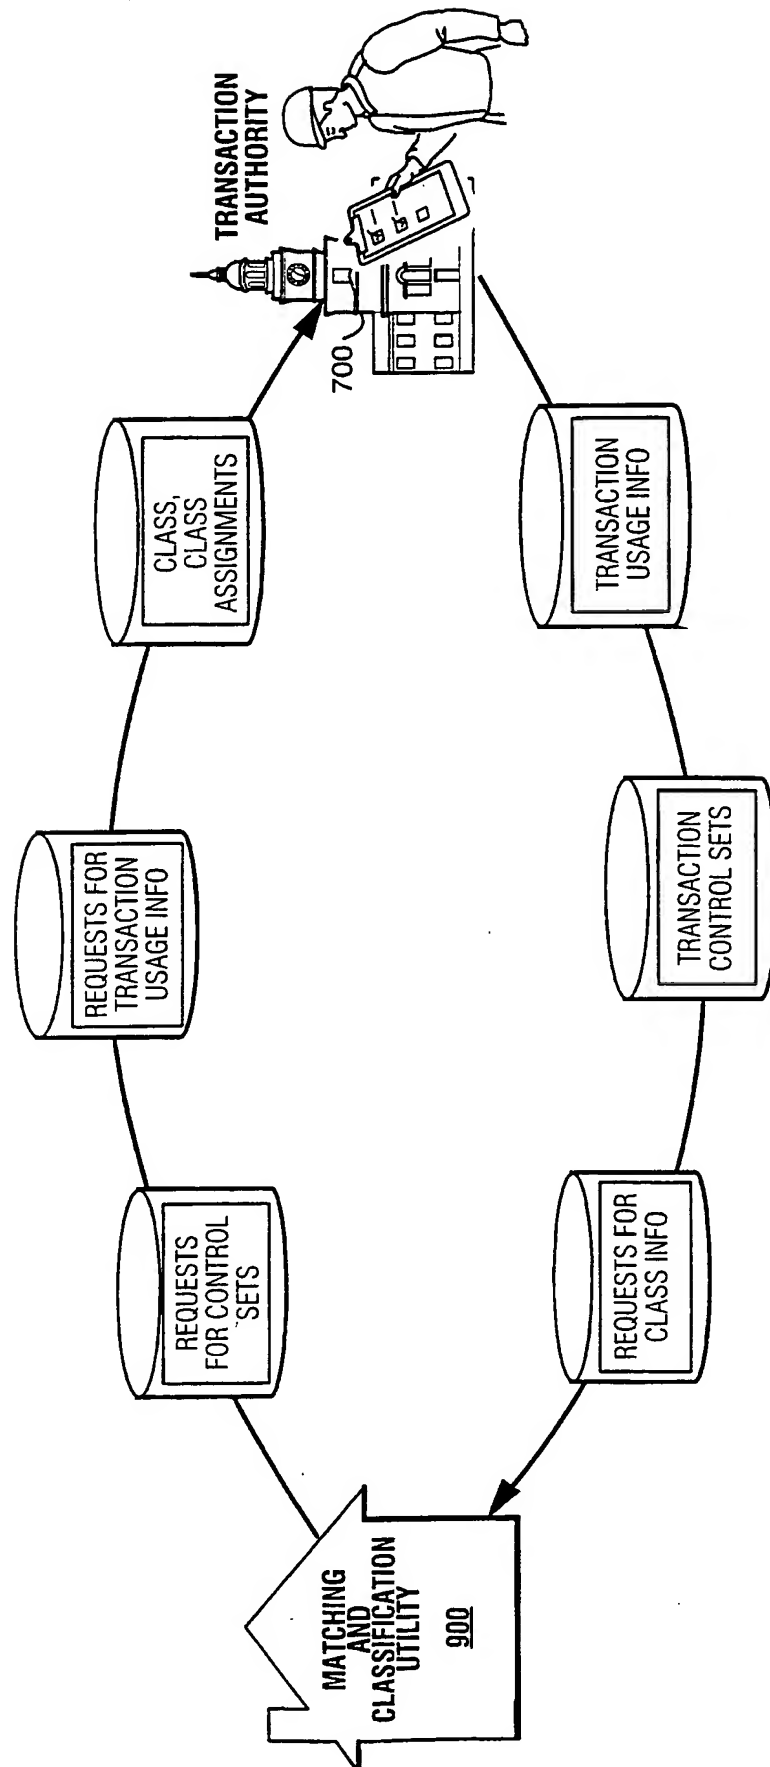 TRANSACTION
AUTHORITY
700
CLASS,
CLASS
ASSIGNMENTS
REQUESTS FOR
TRANSACTION
USAGE INFO
REQUESTS
FOR CONTROL
SETS
MATCHING
AND
CLASSIFICATION
UTILITY
900
REQUESTS FOR
CLASS INFO
TRANSACTION
CONTROL SETS
TRANSACTION
USAGE INFO